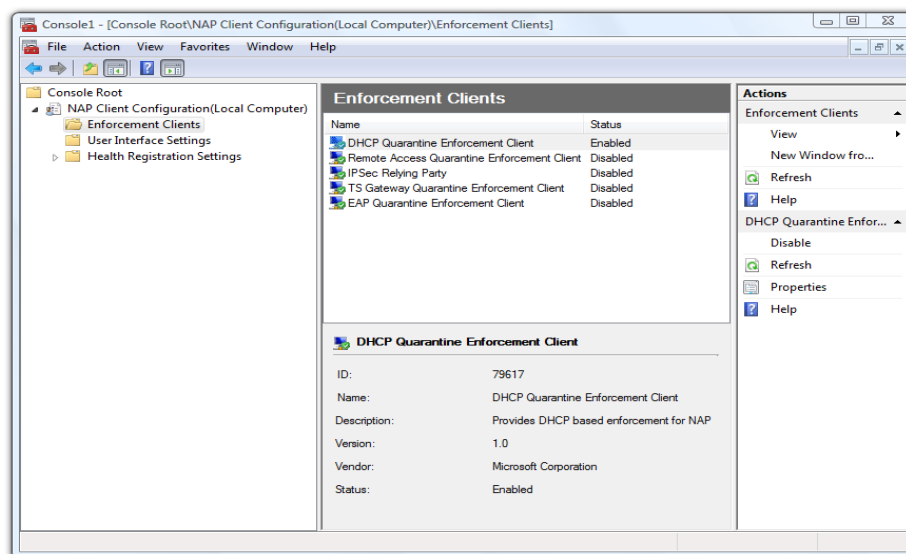 Console1 - [Console Root\NAP Client Configuration(Local Computer)\Enforcement Clients]
File Action View Favorites Window Help
Console Root
NAP Client Configuration(Local Computer)
Enforcement Clients
User Interface Settings
Health Registration Settings
Enforcement Clients
Name Status
DHCP Quarantine Enforcement Client Enabled
Remote Access Quarantine Enforcement Client Disabled
IPSec Relying Party Disabled
TS Gateway Quarantine Enforcement Client Disabled
EAP Quarantine Enforcement Client Disabled
DHCP Quarantine Enforcement Client
ID: 79617
Name: DHCP Quarantine Enforcement Client
Description: Provides DHCP based enforcement for NAP
Version: 1.0
Vendor: Microsoft Corporation
Status: Enabled
Actions
Enforcement Clients
View
New Window fro...
Refresh
Help
DHCP Quarantine Enfor...
Disable
Refresh
Properties
Help